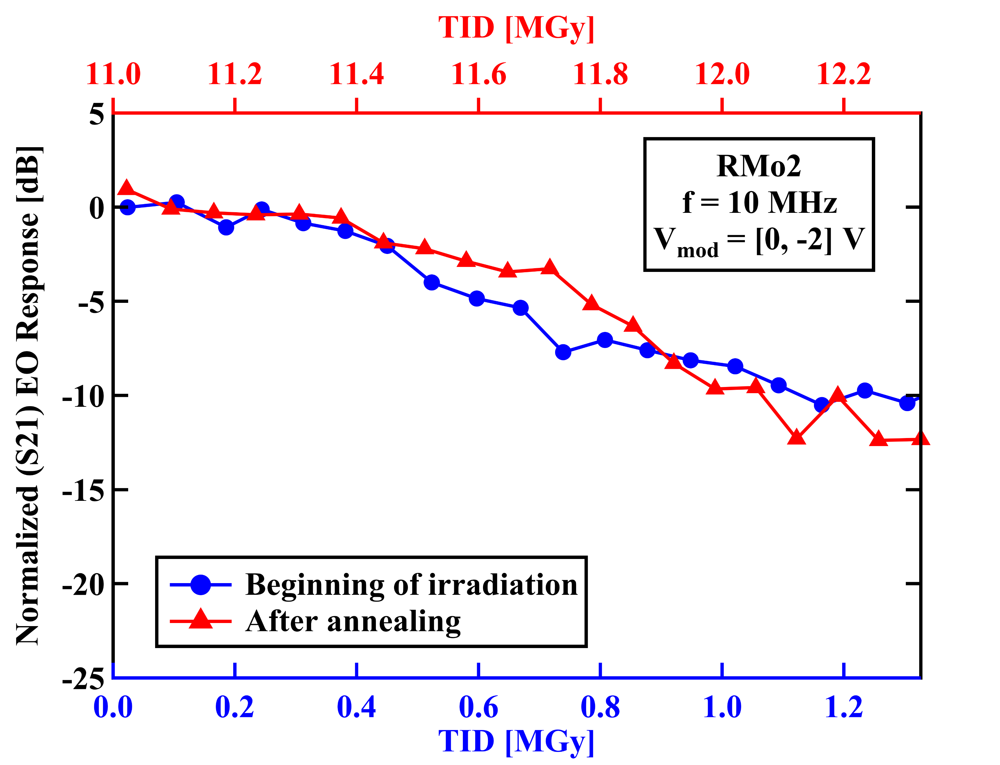 TID [MGy]
11.0 11.2 11.4 11.6 11.8 12.0 12.2
Normalized (S21) EO Response [dB]
5
0
-5
-10
-15
-20
-25
RMo2
f = 10 MHz
Vmod = [0, -2] V
Beginning of irradiation
After annealing
0.0 0.2 0.4 0.6 0.8 1.0 1.2
TID [MGy]